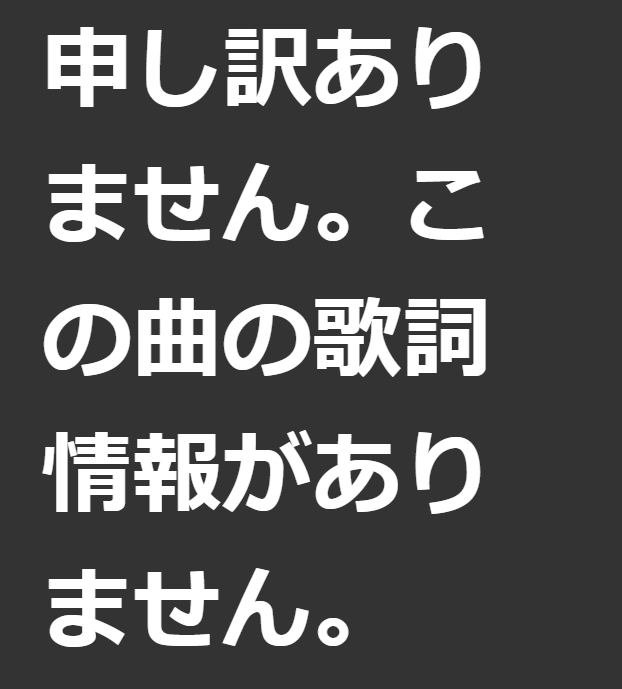 申し訳あり
ません。こ
の曲の歌詞
情報があり
ません。